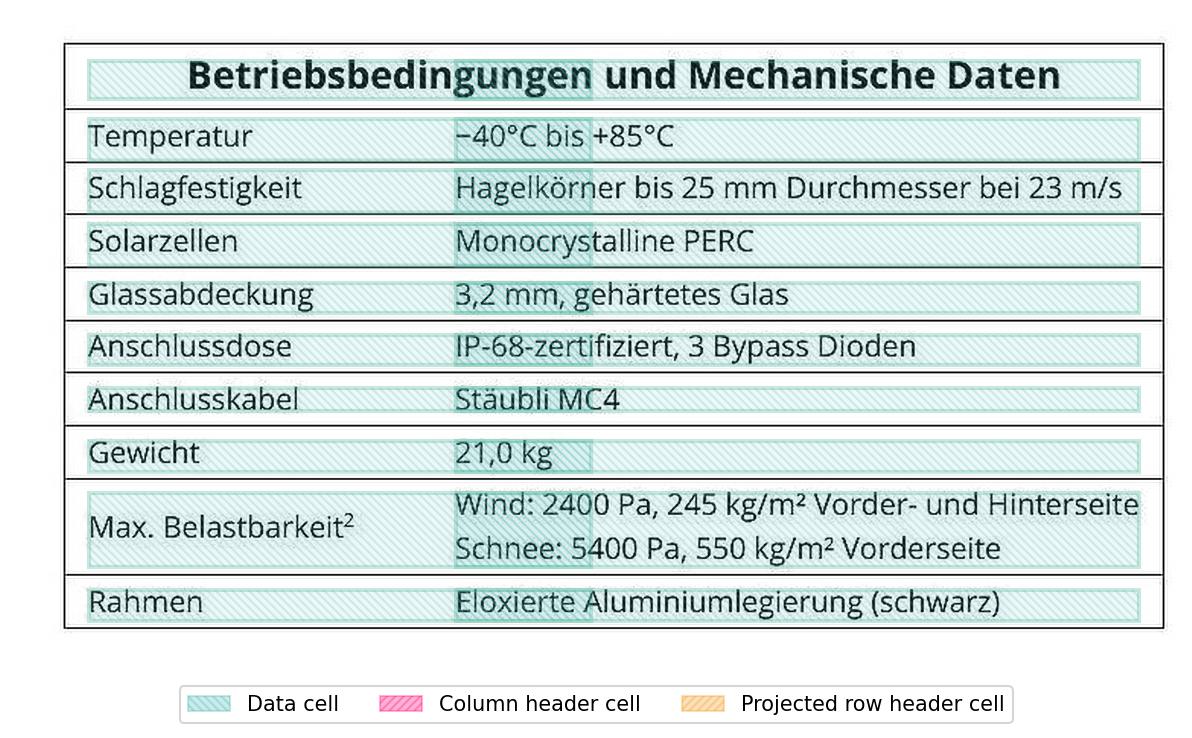 Betriebsbedingungen und Mechanische Daten
Temperatur −40°C bis +85°C
Schlagfestigkeit Hagelkörner bis 25 mm Durchmesser bei 23 m/s
Solarzellen Monocrystalline PERC
Glassabdeckung 3,2 mm, gehärtetes Glas
Anschlussdose IP-68-zertifiziert, 3 Bypass Dioden
Anschlusskabel Stäubli MC4
Gewicht 21,0 kg
Max. Belastbarkeit² Wind: 2400 Pa, 245 kg/m² Vorder- und Hinterseite
Schnee: 5400 Pa, 550 kg/m² Vorderseite
Rahmen Eloxierte Aluminiumlegierung (schwarz)
Data cell Column header cell Projected row header cell